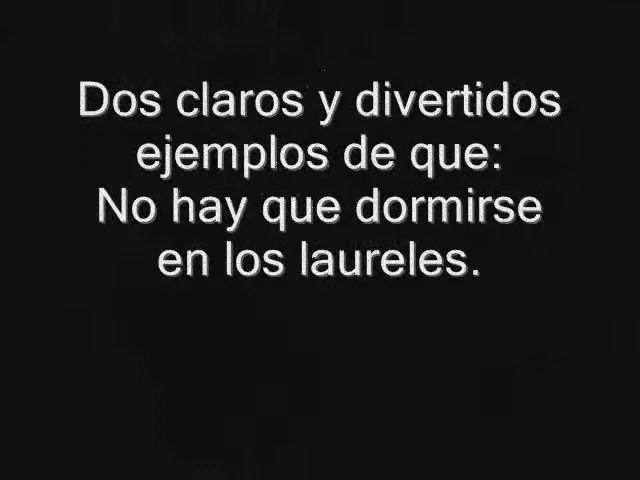 Dos claros y divertidos
ejemplos de que:
No hay que dormirse
en los laureles.